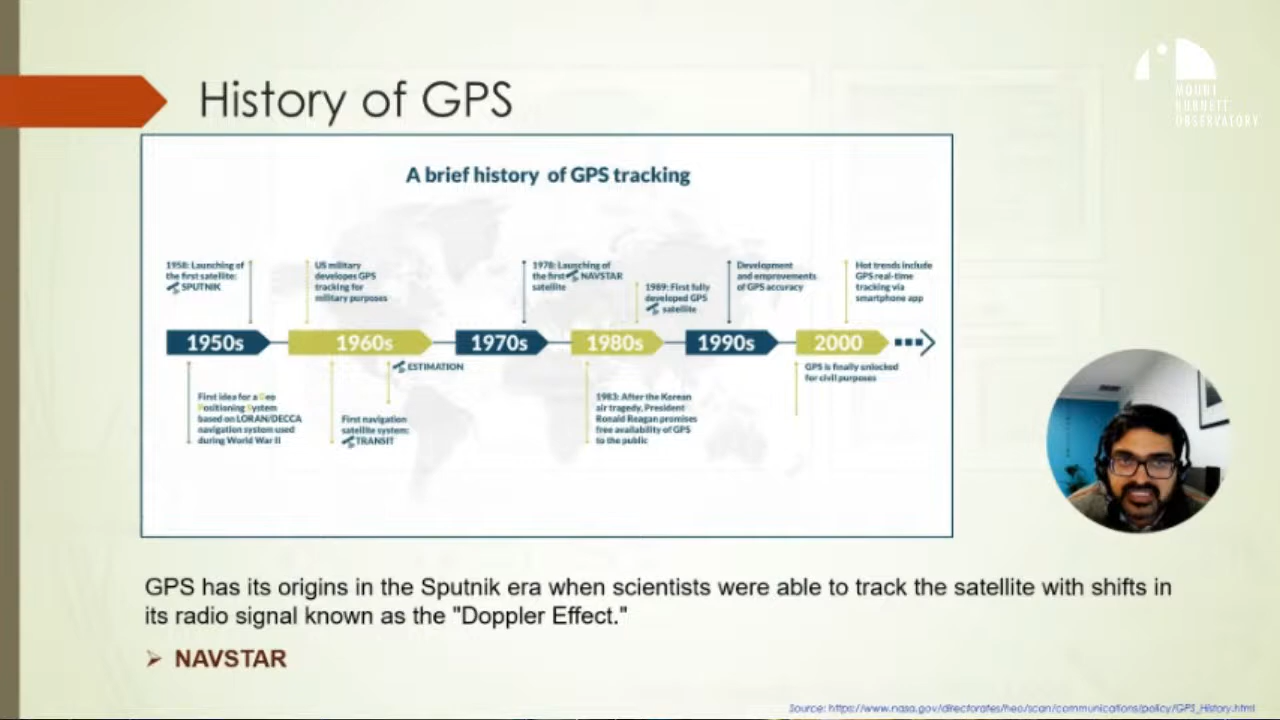 History of GPS
MOUNT
BURNETT
OBSERVATORY
A brief history of GPS tracking
1958: Launching of
the first satellite:
SPUTNIK
US military
developes GPS
tracking for
military purposes
1978: Launching of
the first NAVSTAR
satellite
1989: First fully
developed GPS
satellite
Development
and emprovements
of GPS accuracy
Hot trends include
GPS real-time
tracking via
smartphone app
1950s
1960s
1970s
1980s
1990s
2000
First idea for a Geo
Positioning System
based on LORAN/DECCA
navigation system used
during World War II
ESTIMATION
First navigation
satellite system:
TRANSIT
1983: After the Korean
air tragedy, President
Ronald Reagan promises
free availability of GPS
to the public
GPS is finally unlocked
for civil purposes
GPS has its origins in the Sputnik era when scientists were able to track the satellite with shifts in
its radio signal known as the "Doppler Effect."
NAVSTAR
Source: https://www.nasa.gov/directorates/heo/scan/communications/policy/GPS_History.html